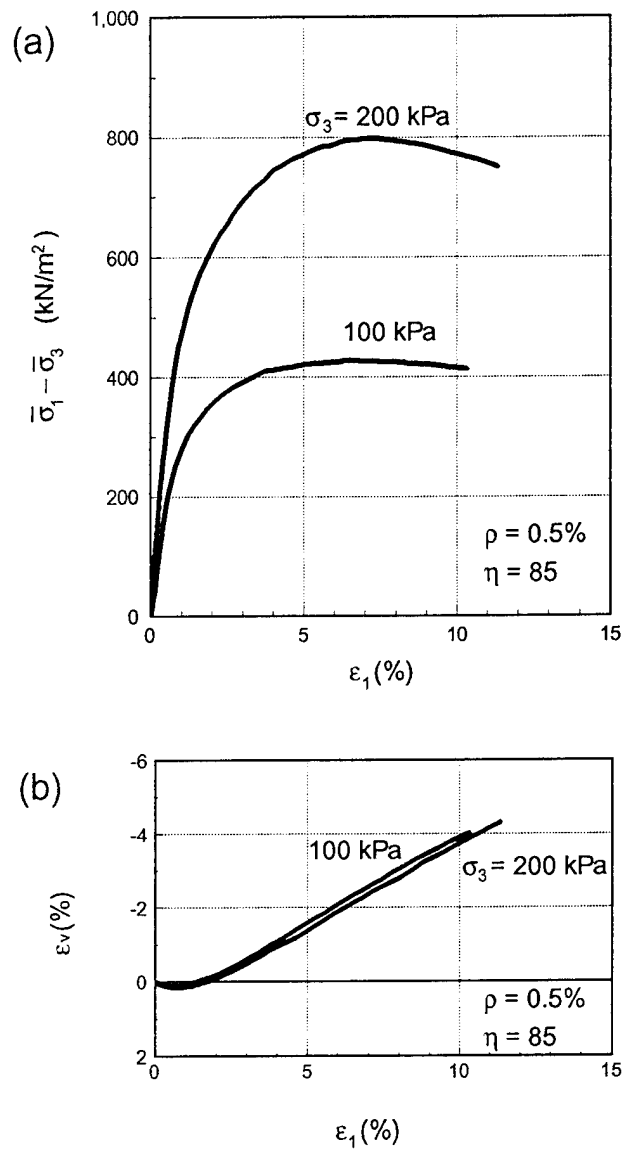 (a)
1,000
800
600
400
200
0
σ̅₁ – σ̅₃ (kN/m²)
σ₃ = 200 kPa
100 kPa
ρ = 0.5%
η = 85
0 5 10 15
ε₁(%)
(b)
-6
-4
-2
0
2
εᵥ(%)
100 kPa
σ₃ = 200 kPa
ρ = 0.5%
η = 85
0 5 10 15
ε₁(%)